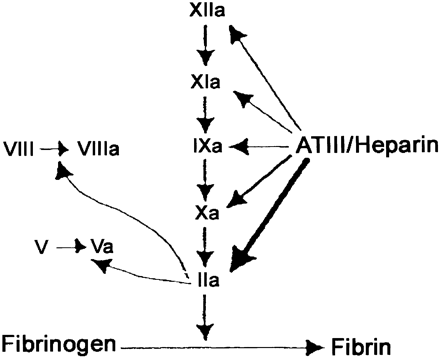 XIIa
XIa
VIII VIIIa IXa ATIII/Heparin
Xa
V Va
IIa
Fibrinogen Fibrin